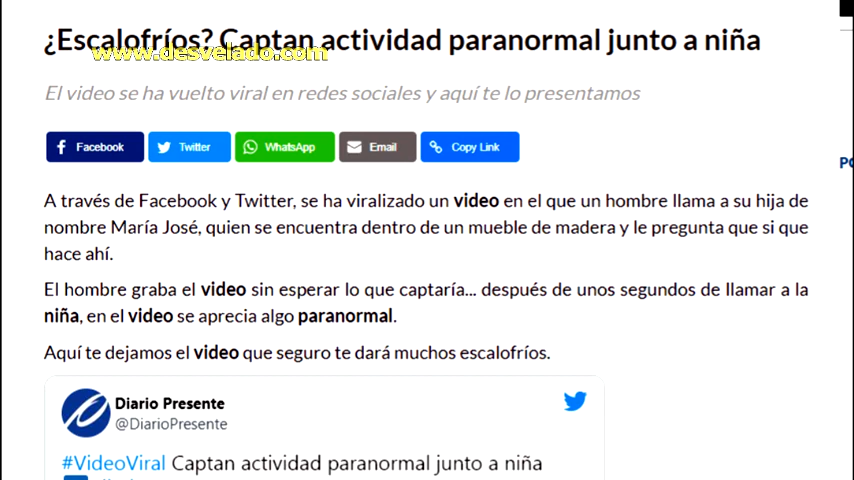 ¿Escalofríos? Captan actividad paranormal junto a niña
www.desvelado.com
El video se ha vuelto viral en redes sociales y aquí te lo presentamos
Facebook
Twitter
WhatsApp
Email
Copy Link
A través de Facebook y Twitter, se ha viralizado un video en el que un hombre llama a su hija de
nombre María José, quien se encuentra dentro de un mueble de madera y le pregunta que si que
hace ahí.
El hombre graba el video sin esperar lo que captaría... después de unos segundos de llamar a la
niña, en el video se aprecia algo paranormal.
Aquí te dejamos el video que seguro te dará muchos escalofríos.
Diario Presente
@DiarioPresente
#VideoViral Captan actividad paranormal junto a niña